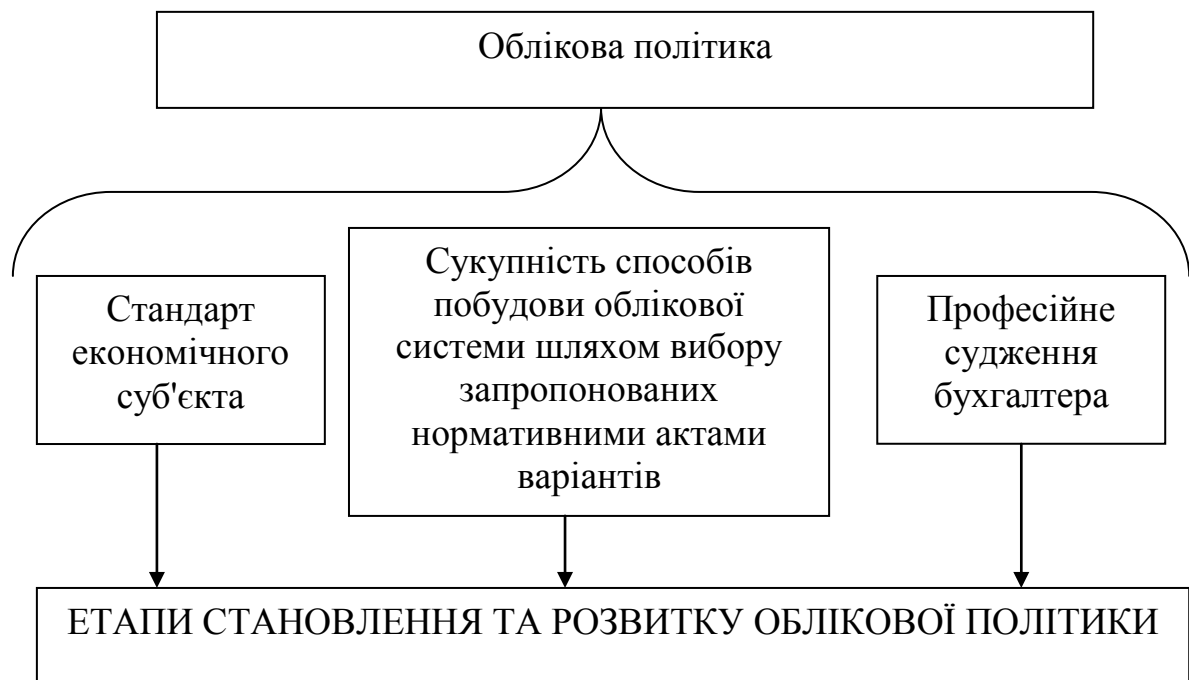 Облікова політика
Стандарт
економічного
суб'єкта
Сукупність способів
побудови облікової
системи шляхом вибору
запропонованих
нормативними актами
варіантів
Професійне
судження
бухгалтера
ЕТАПИ СТАНОВЛЕННЯ ТА РОЗВИТКУ ОБЛІКОВОЇ ПОЛІТИКИ